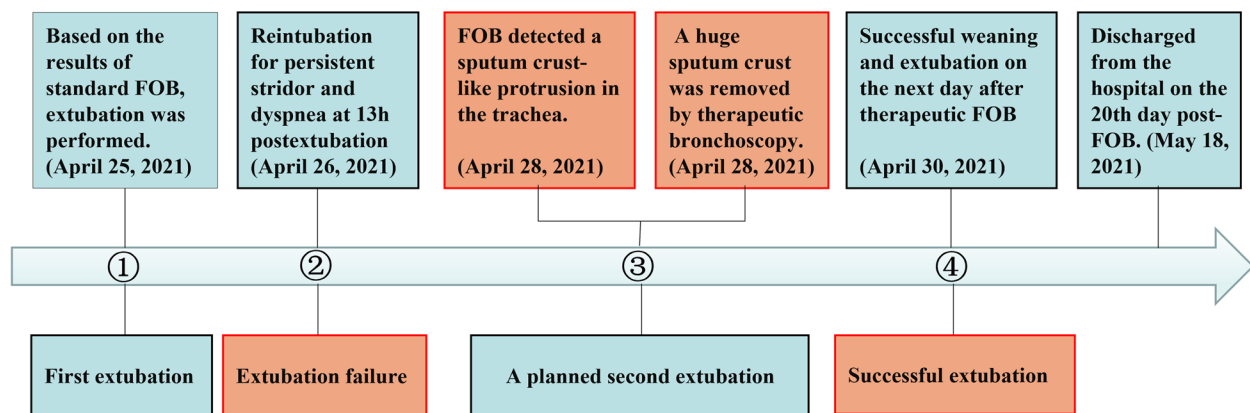 Based on the
results of
standard FOB,
extubation was
performed.
(April 25, 2021)
Reintubation
for persistent
stridor and
dyspnea at 13h
postextubation
(April 26, 2021)
FOB detected a
sputum crust-
like protrusion in
the trachea.
(April 28, 2021)
A huge
sputum crust
was removed
by therapeutic
bronchoscopy.
(April 28, 2021)
Successful weaning
and extubation on
the next day after
therapeutic FOB
(April 30, 2021)
Discharged
from the
hospital on the
20th day post-
FOB. (May 18,
2021)
①
②
③
④
First extubation
Extubation failure
A planned second extubation
Successful extubation